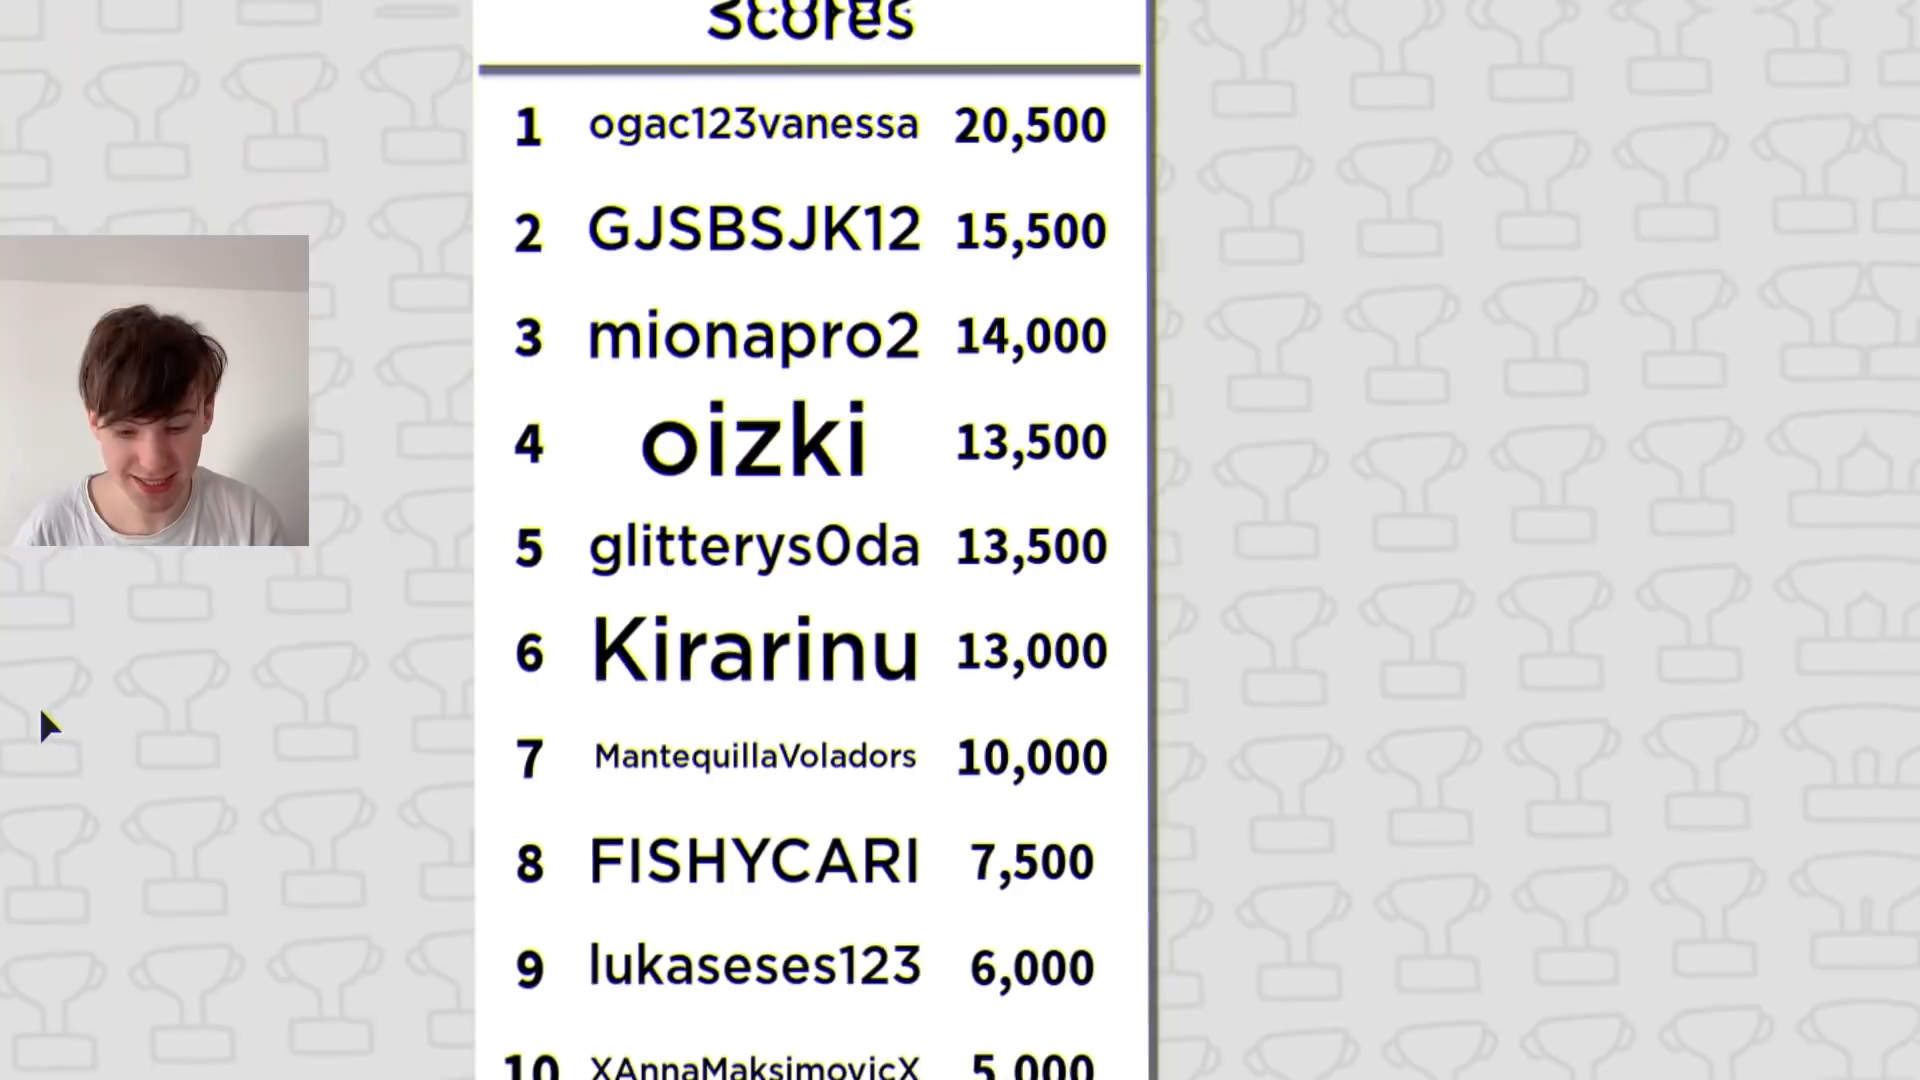 Scores
1 ogac123vanessa 20,500
2 GJSBSJK12 15,500
3 mionapro2 14,000
4 oizki 13,500
5 glitterys0da 13,500
6 Kirarinu 13,000
7 MantequillaVoladors 10,000
8 FISHYCARI 7,500
9 lukaseses123 6,000
10 XAnnaMaksimovicX 5,000